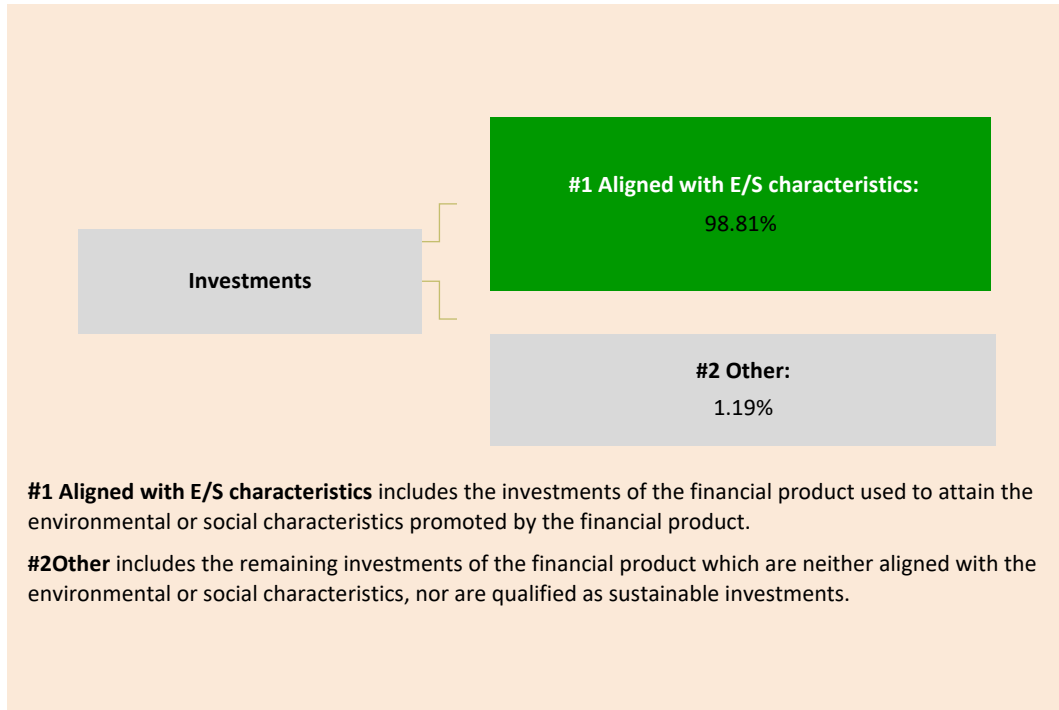 #1 Aligned with E/S characteristics:
98.81%
Investments
#2 Other:
1.19%
#1 Aligned with E/S characteristics includes the investments of the financial product used to attain the
environmental or social characteristics promoted by the financial product.
#2Other includes the remaining investments of the financial product which are neither aligned with the
environmental or social characteristics, nor are qualified as sustainable investments.